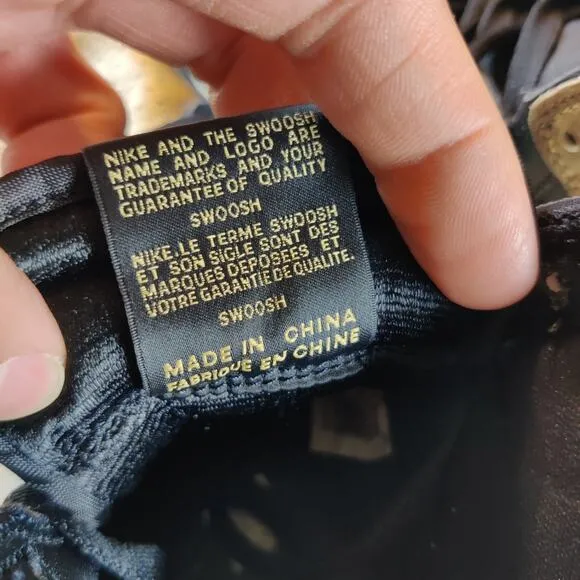 NIKE AND THE SWOOSH
NAME AND LOGO ARE
TRADEMARKS AND YOUR
GUARANTEE OF QUALITY
SWOOSH
NIKE.LE TERME SWOOSH
ET SON SIGLE SONT DES
MARQUES DEPOSEES ET
VOTRE GARANTIE DE QUALITE.
SWOOSH
MADE IN CHINA
FABRIQUE EN CHINE